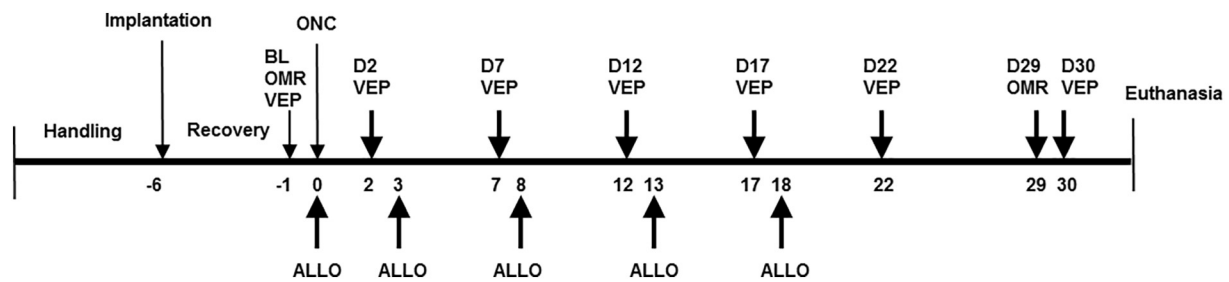 Implantation
ONC
BL
OMR
VEP
D2
VEP
D7
VEP
D12
VEP
D17
VEP
D22
VEP
D29
OMR
D30
VEP
Euthanasia
Handling
Recovery
-6
-1
0
2
3
7
8
12
13
17
18
22
29
30
ALLO
ALLO
ALLO
ALLO
ALLO